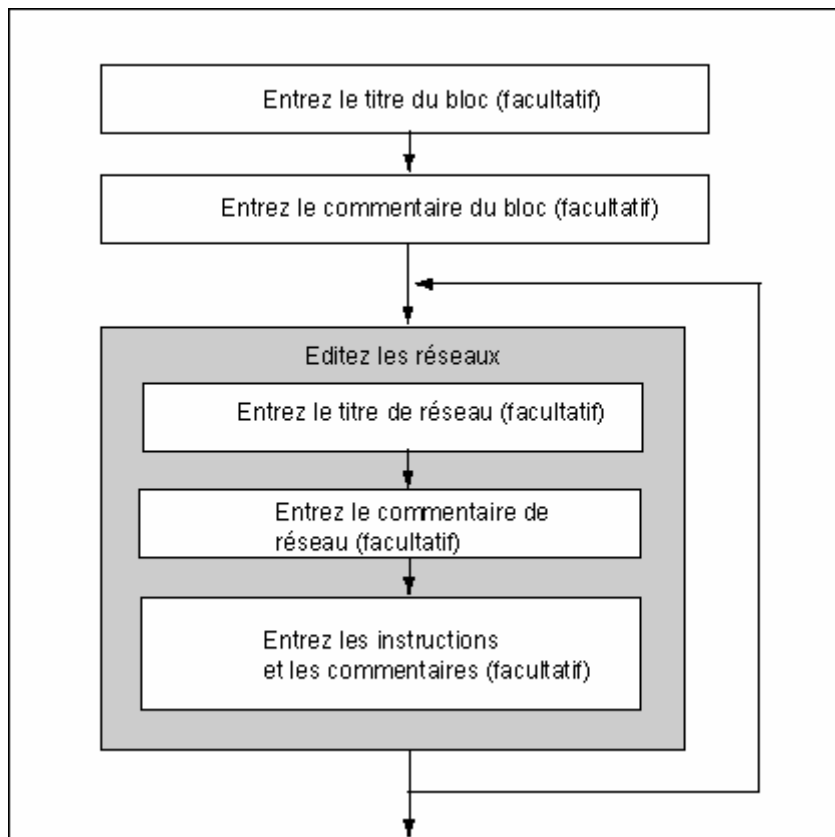 Entrez le titre du bloc (facultatif)
Entrez le commentaire du bloc (facultatif)
Editez les réseaux
Entrez le titre de réseau (facultatif)
Entrez le commentaire de
réseau (facultatif)
Entrez les instructions
et les commentaires (facultatif)